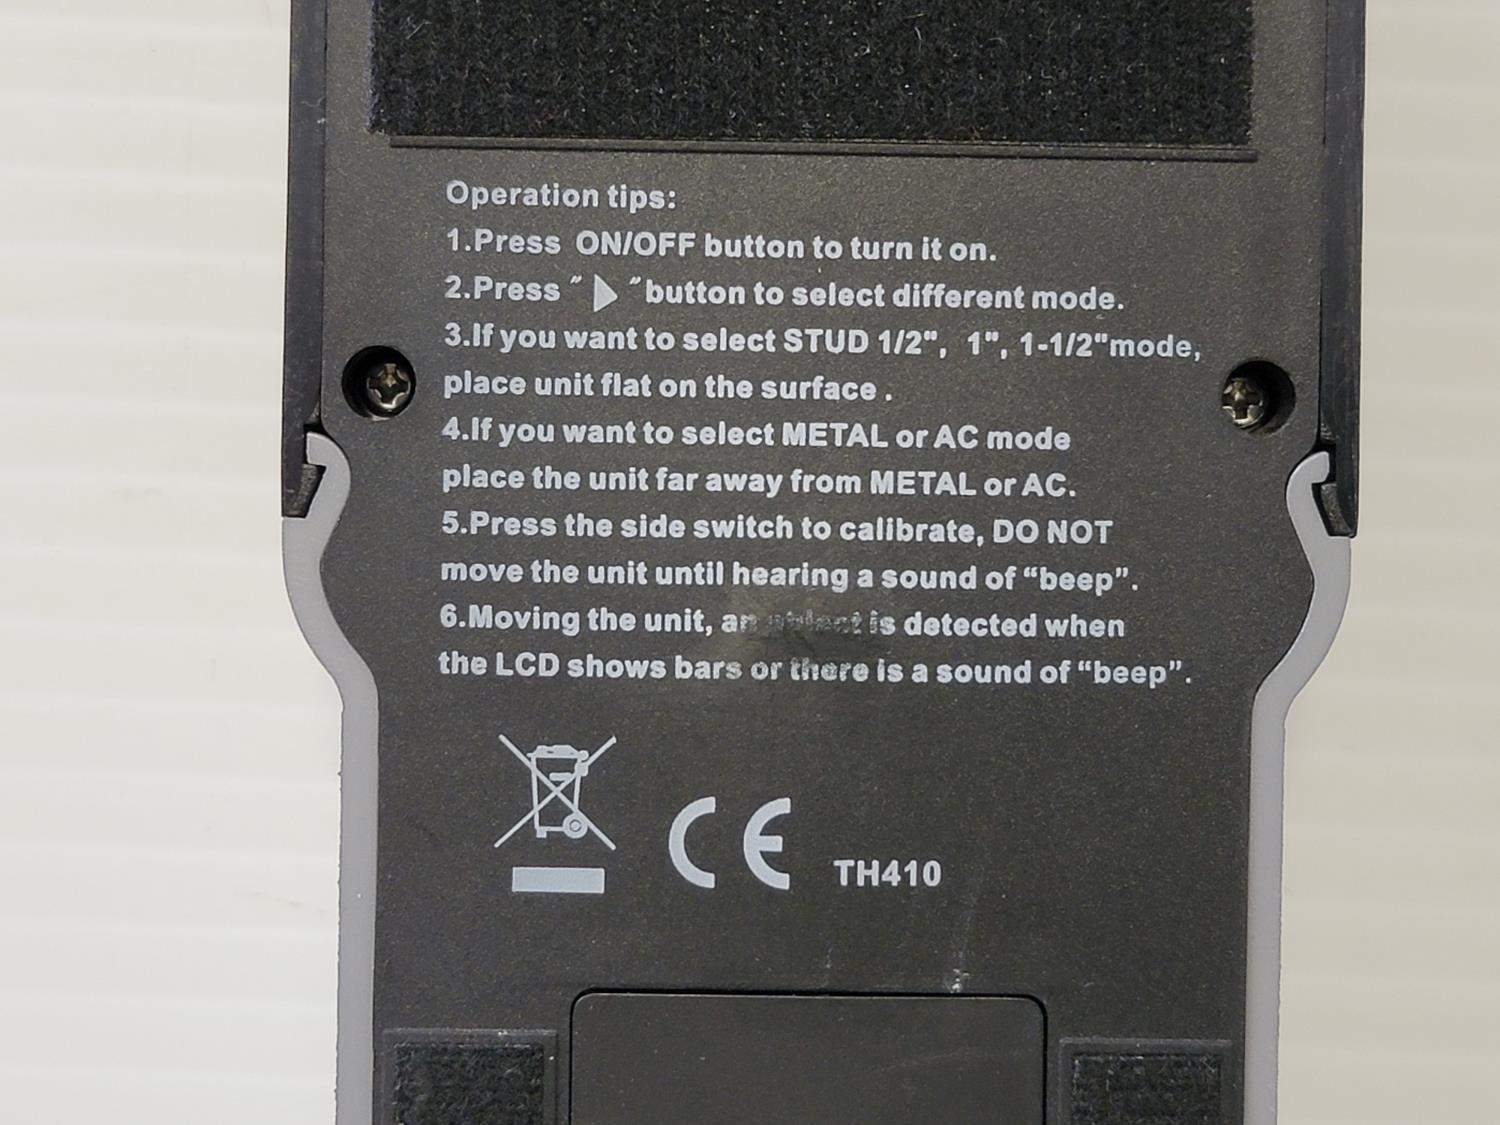 Operation tips:
1.Press ON/OFF button to turn it on.
2.Press "▶"button to select different mode.
3.If you want to select STUD 1/2", 1", 1-1/2"mode,
place unit flat on the surface .
4.If you want to select METAL or AC mode
place the unit far away from METAL or AC.
5.Press the side switch to calibrate, DO NOT
move the unit until hearing a sound of “beep”.
6.Moving the unit, an object is detected when
the LCD shows bars or there is a sound of “beep”.
CE
TH410